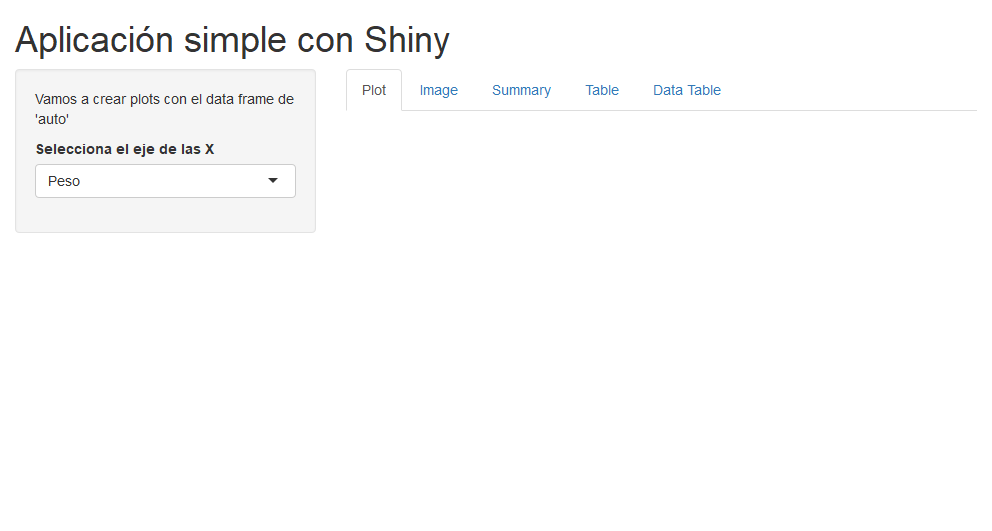 Aplicación simple con Shiny
Vamos a crear plots con el data frame de
'auto'
Selecciona el eje de las X
Peso
Plot Image Summary Table Data Table